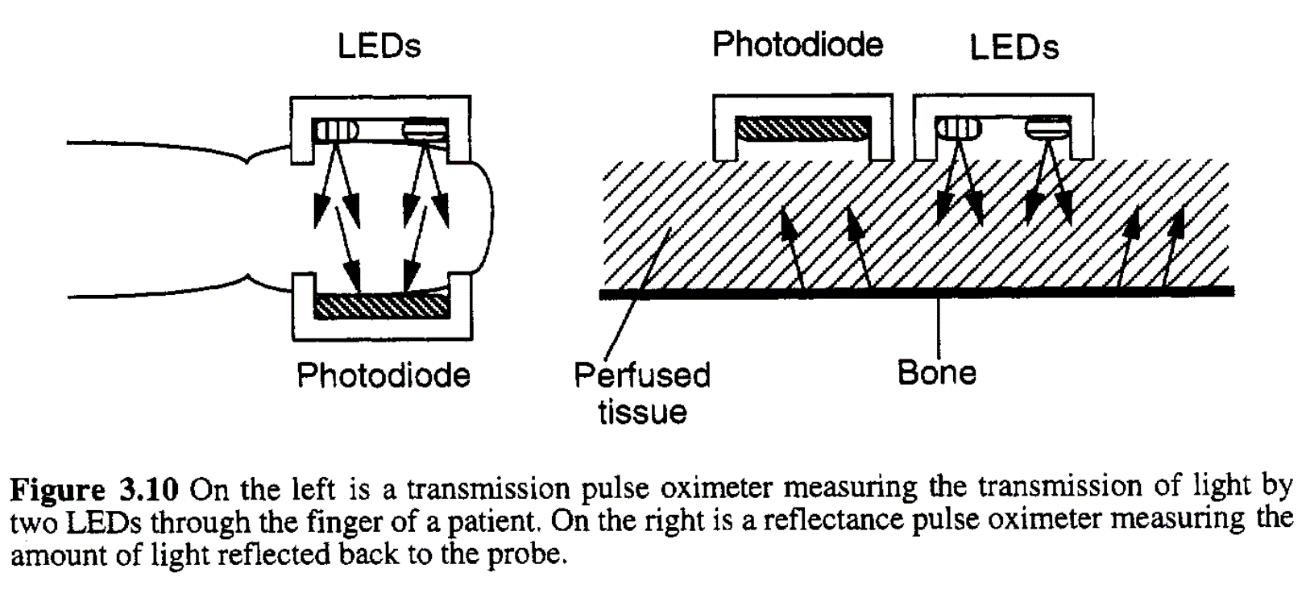 LEDs
Photodiode
Photodiode LEDs
Perfused
tissue
Bone
Figure 3.10 On the left is a transmission pulse oximeter measuring the transmission of light by
two LEDs through the finger of a patient. On the right is a reflectance pulse oximeter measuring the
amount of light reflected back to the probe.